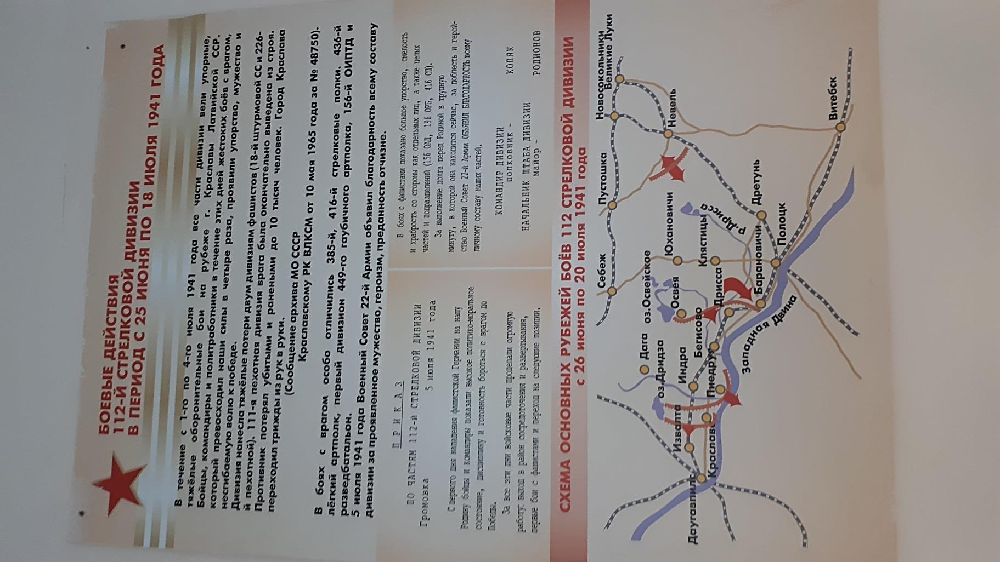 БОЕВЫЕ ДЕЙСТВИЯ
112-Й СТРЕЛКОВОЙ ДИВИЗИИ
В ПЕРИОД С 25 ИЮНЯ ПО 18 ИЮЛЯ 1941 ГОДА
В течение с 1-го по 4-го июля 1941 года все части дивизии вели упорные,
тяжёлые оборонительные бои на рубеже г. Краславы Латвийской ССР.
Бойцы, командиры и политработники в течение этих дней жестоких боёв с врагом,
который превосходил наши силы в четыре раза, проявили упорство, мужество и
несгибаемую волю к победе.
Дивизия нанесла тяжёлые потери двум дивизиям фашистов (18-й штурмовой СС и 226-
й пехотной). 111-я пехотная дивизия врага была окончательно выведена из строя.
Противник потерял убитыми и ранеными до 10 тысяч человек. Город Краслава
переходил трижды из рук в руки.
(Сообщение архива МО СССР
Краславскому РК ВЛКСМ от 10 мая 1965 года за № 48750).
В боях с врагом особо отличились 385-й, 416-й стрелковые полки. 436-й
лёгкий артполк, первый дивизион 449-го гаубичного артполка, 156-й ОИПТД и
разведбатальон.
5 июля 1941 года Военный Совет 22-й Армии объявил благодарность всему составу
дивизии за проявленное мужество, героизм, преданность отчизне.
ПРИКАЗ
ПО ЧАСТЯМ 112-Й СТРЕЛКОВОЙ ДИВИЗИИ
Громовка 5 июля 1941 года
С первого дня нападения фашистской Германии на нашу
Родину бойцы и командиры показали высокое политико-моральное
состояние, дисциплину и готовность бороться с врагом до
Победы.
За все эти дни войсковые части проделали огромную
работу: выход в район сосредоточения и развертывания,
первые бои с фашистами и переход на следующие позиции.
В боях с фашистами показано большое упорство, смелость
и храбрость со стороны как отдельных лиц, а также целых
частей и подразделений (156 ОАД, 196 ОРБ, 416 СП).
За выполнение долга перед Родиной в трудную
минуту, в которой она находится сейчас, за доблесть и герой-
ство Военный Совет 22-й Армии ОБЪЯВИЛ БЛАГОДАРНОСТЬ всему
личному составу наших частей.
КОМАНДИР ДИВИЗИИ
полковник - КОПЯК
НАЧАЛЬНИК ШТАБА ДИВИЗИИ
майор - РОДИОНОВ
СХЕМА ОСНОВНЫХ РУБЕЖЕЙ БОЁВ 112 СТРЕЛКОВОЙ ДИВИЗИИ
с 26 июня по 20 июля 1941 года
Себеж
Пустошка
Новосокольники
Великие Луки
Дага
оз.Освейское
оз.Дридза
Освея
Юхановичи
Невель
Извалта
Индра
Бегисово
Клястицы
р.Дрисса
Даугавпилс
Краслава
Пиедруя
Дрисса
Барановичи
Дретунь
Западная Двина
Полоцк
Витебск